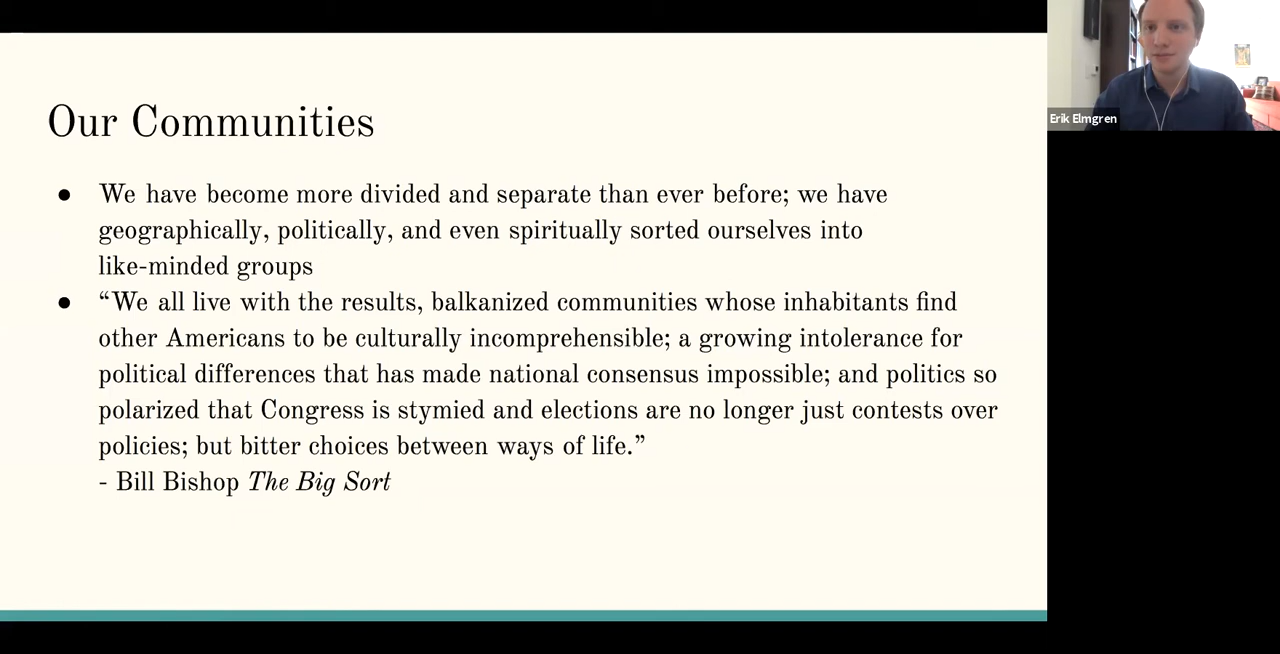 Our Communities
● We have become more divided and separate than ever before; we have
geographically, politically, and even spiritually sorted ourselves into
like-minded groups
● “We all live with the results, balkanized communities whose inhabitants find
other Americans to be culturally incomprehensible; a growing intolerance for
political differences that has made national consensus impossible; and politics so
polarized that Congress is stymied and elections are no longer just contests over
policies; but bitter choices between ways of life.”
- Bill Bishop The Big Sort
Erik Elmgren